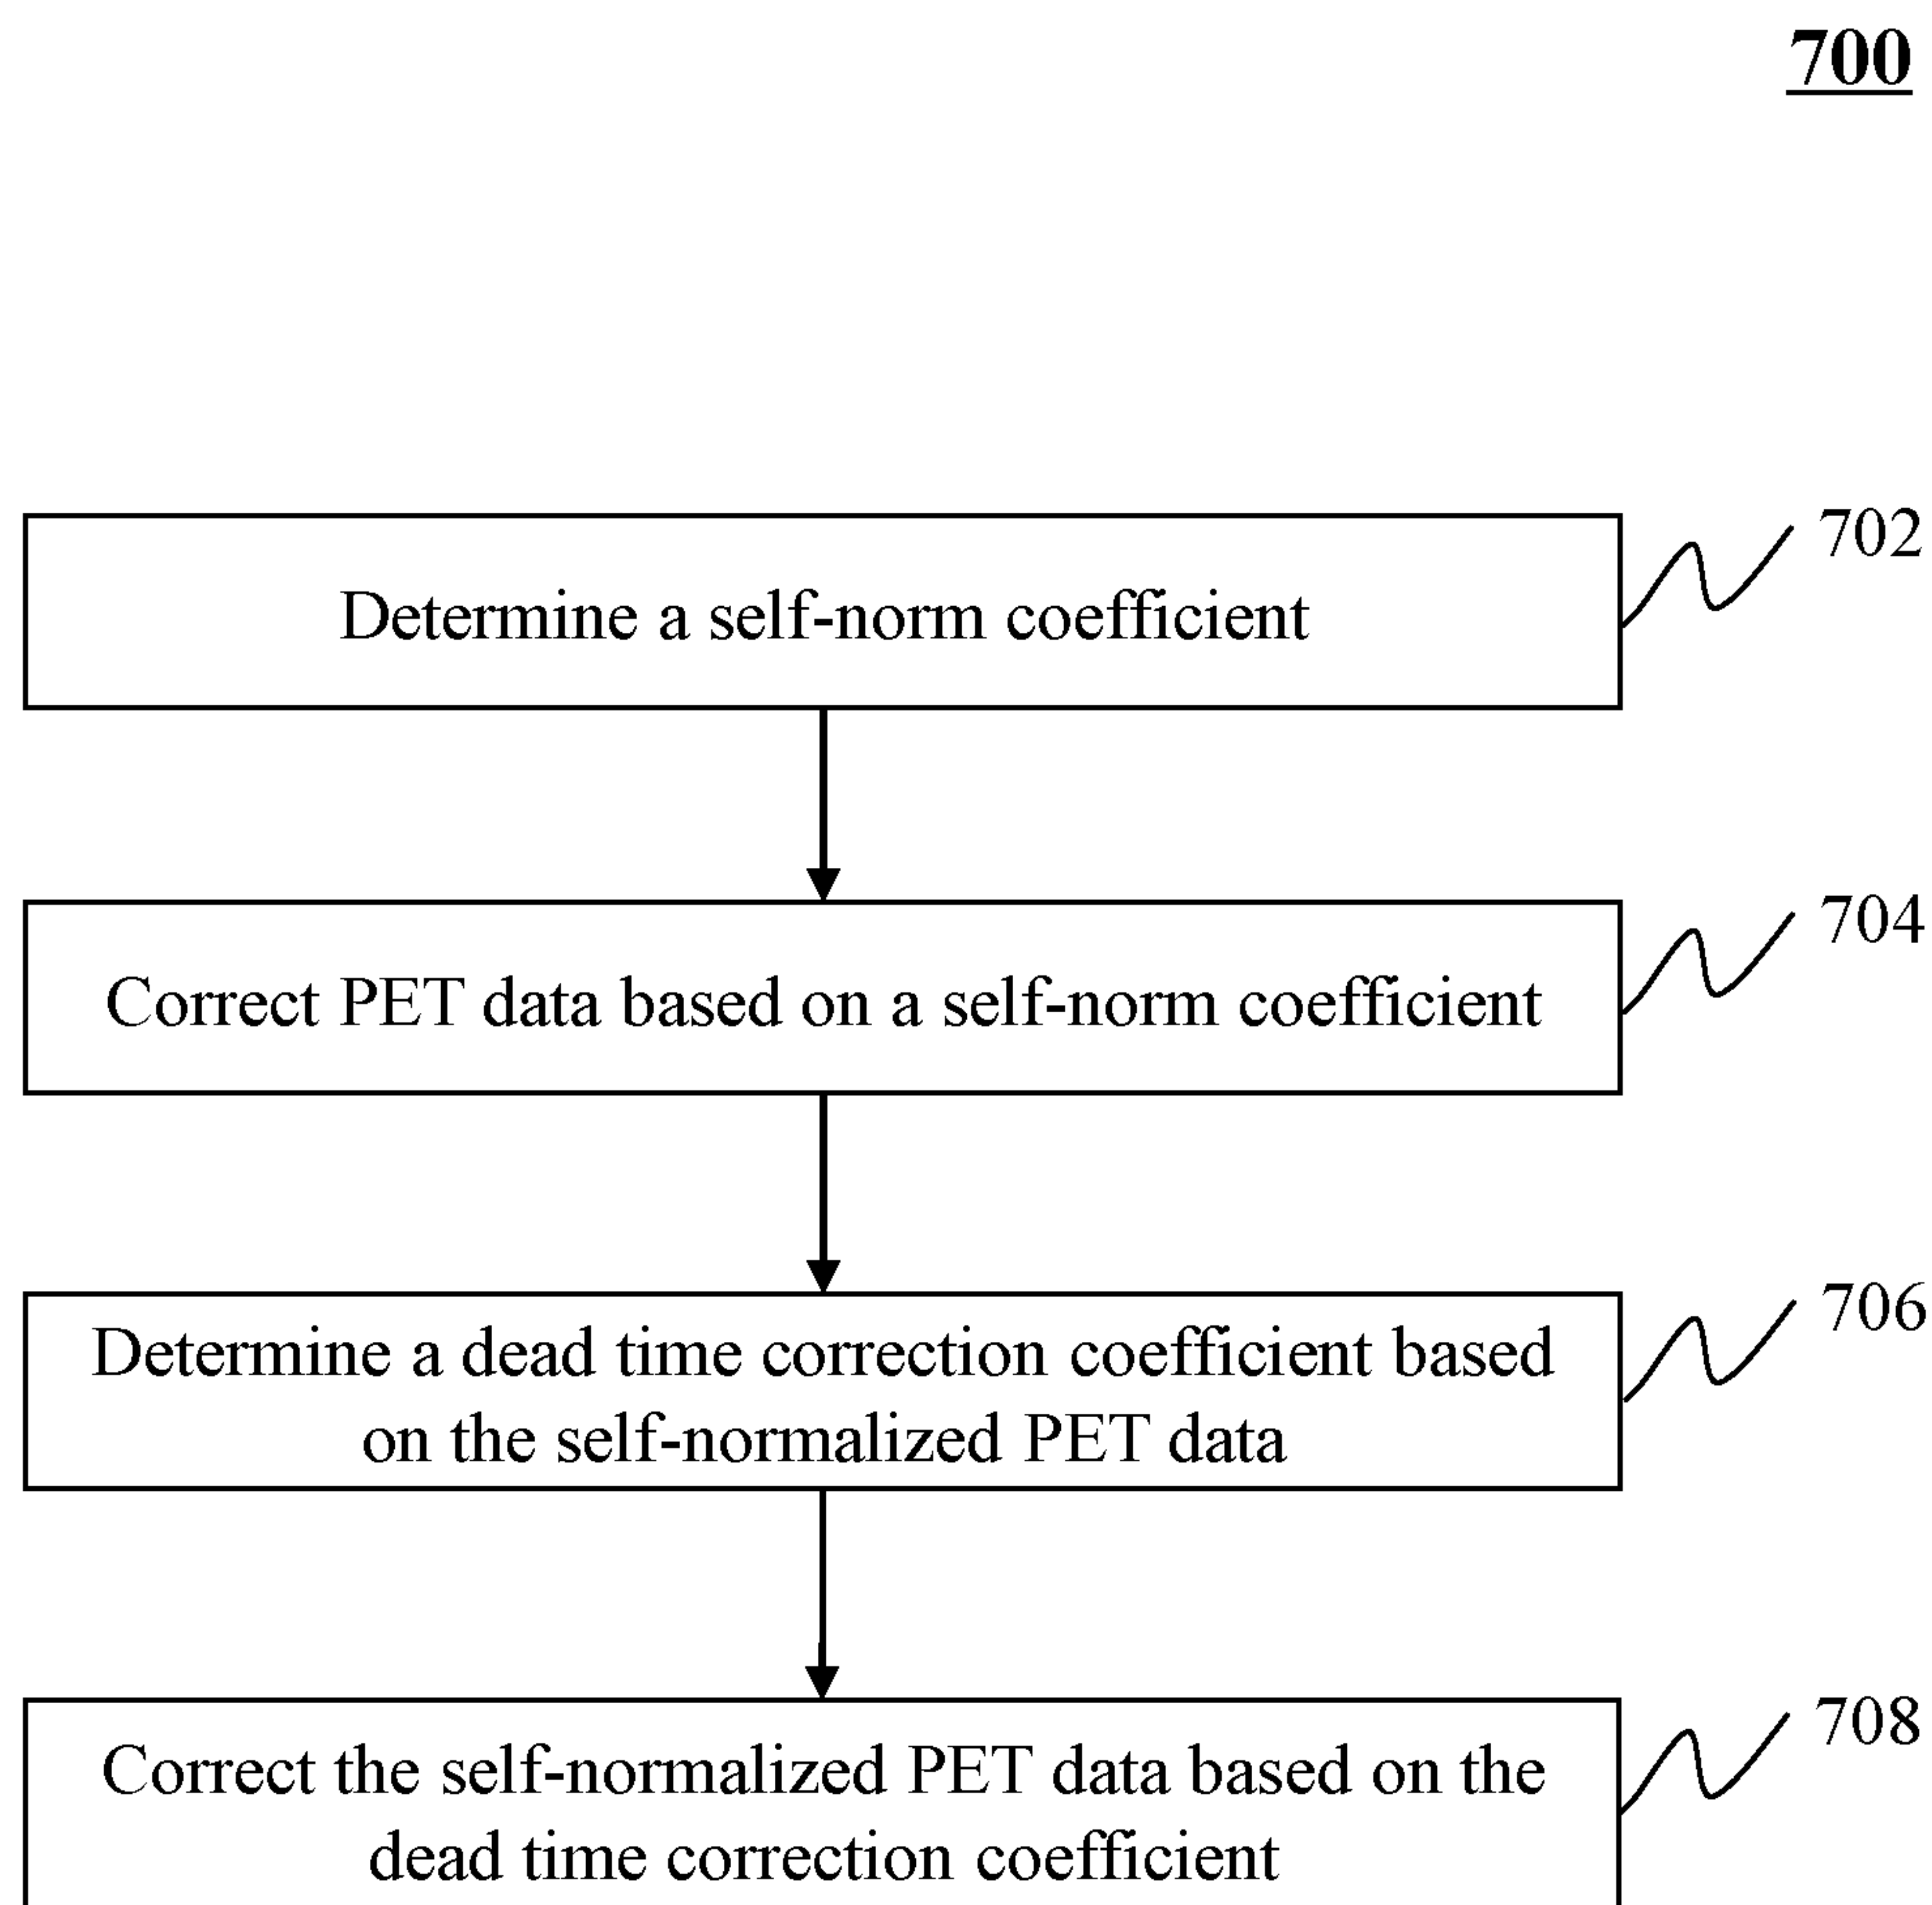 700
Determine a self-norm coefficient
702
Correct PET data based on a self-norm coefficient
704
Determine a dead time correction coefficient based
on the self-normalized PET data
706
Correct the self-normalized PET data based on the
dead time correction coefficient
708